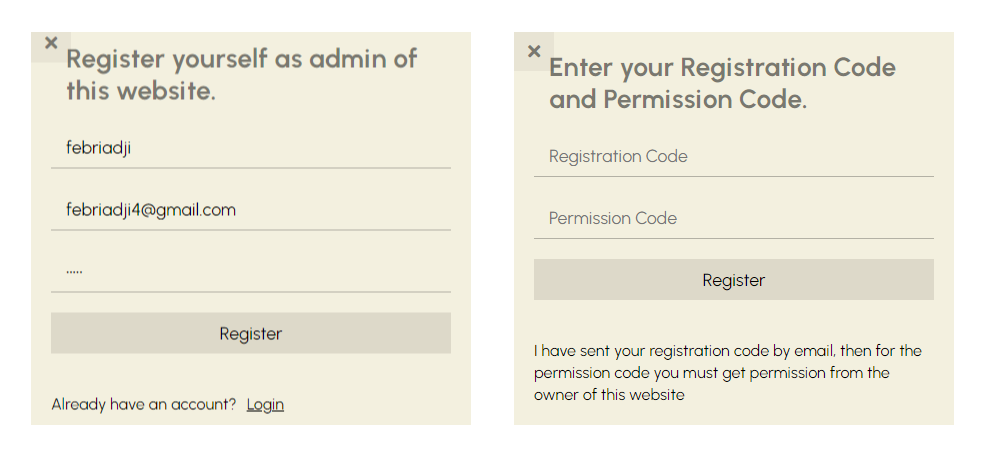 Register yourself as admin of
this website.
febriadji
febriadji4@gmail.com
.....
Register
Already have an account? Login
Enter your Registration Code
and Permission Code.
Registration Code
Permission Code
Register
I have sent your registration code by email, then for the
permission code you must get permission from the
owner of this website